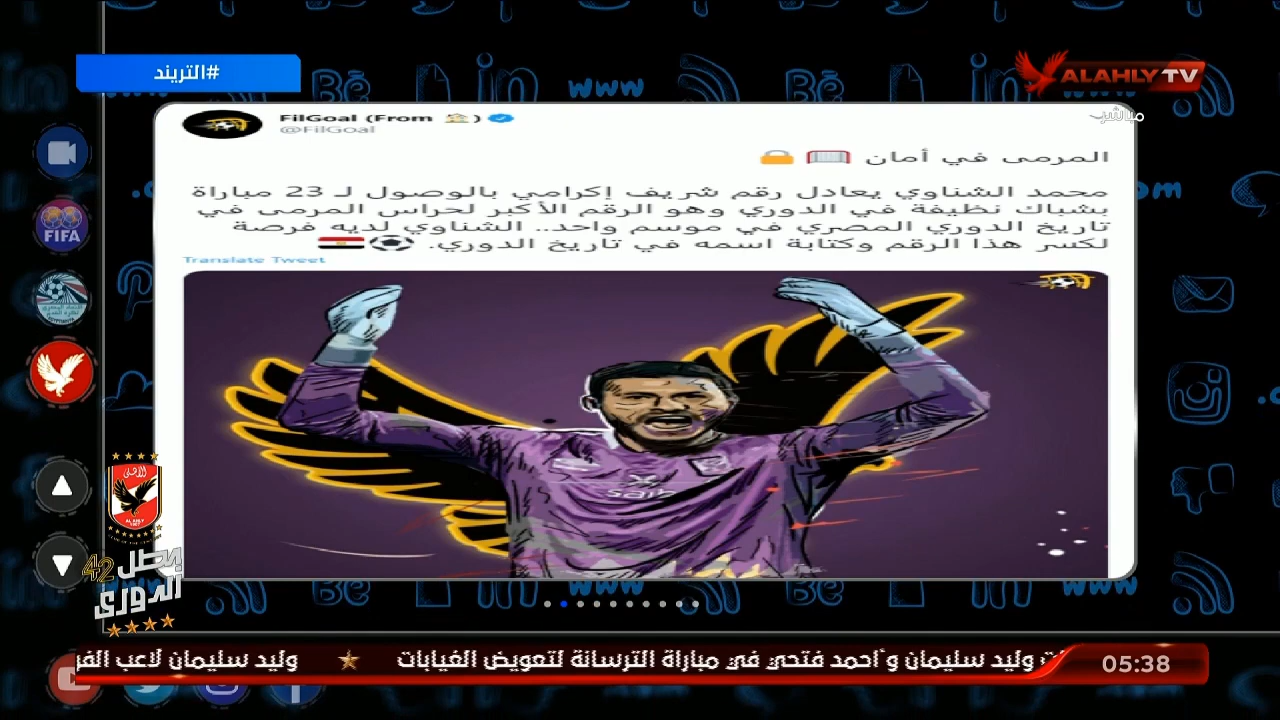 #التريند
ALAHLY TV
مباشر
FilGoal (From 🏠)
@FilGoal
المرمى في أمان 🥅 🔒
محمد الشناوي يعادل رقم شريف إكرامي بالوصول لـ 23 مباراة
بشباك نظيفة في الدوري وهو الرقم الأكبر لحراس المرمى في
تاريخ الدوري المصري في موسم واحد.. الشناوي لديه فرصة
لكسر هذا الرقم وكتابة اسمه في تاريخ الدوري. ⚽🇪🇬
Translate Tweet
FIFA
بطل 42
الدوري
وليد سليمان وأحمد فتحي في مباراة الترسانة لتعويض الغيابات ★ وليد سليمان لاعب
05:38